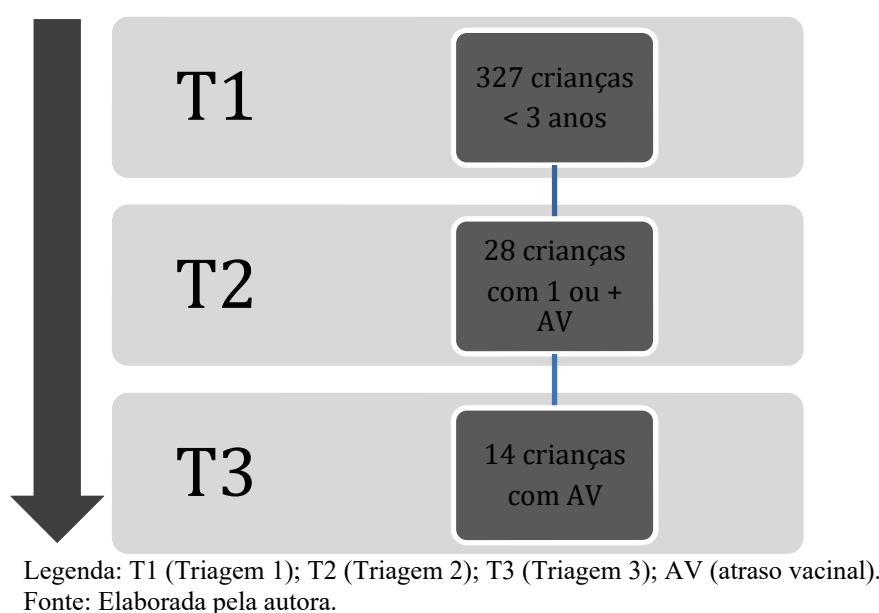 T1
327 crianças
< 3 anos
T2
28 crianças
com 1 ou +
AV
T3
14 crianças
com AV
Legenda: T1 (Triagem 1); T2 (Triagem 2); T3 (Triagem 3); AV (atraso vacinal).
Fonte: Elaborada pela autora.